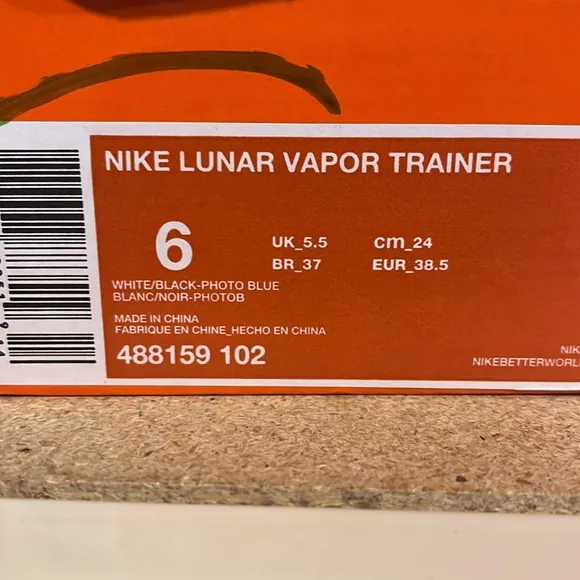 NIKE LUNAR VAPOR TRAINER
6
UK_5.5 cm_24
BR_37 EUR_38.5
WHITE/BLACK-PHOTO BLUE
BLANC/NOIR-PHOTOB
MADE IN CHINA
FABRIQUE EN CHINE_HECHO EN CHINA
488159 102
NIK
NIKEBETTERWORL